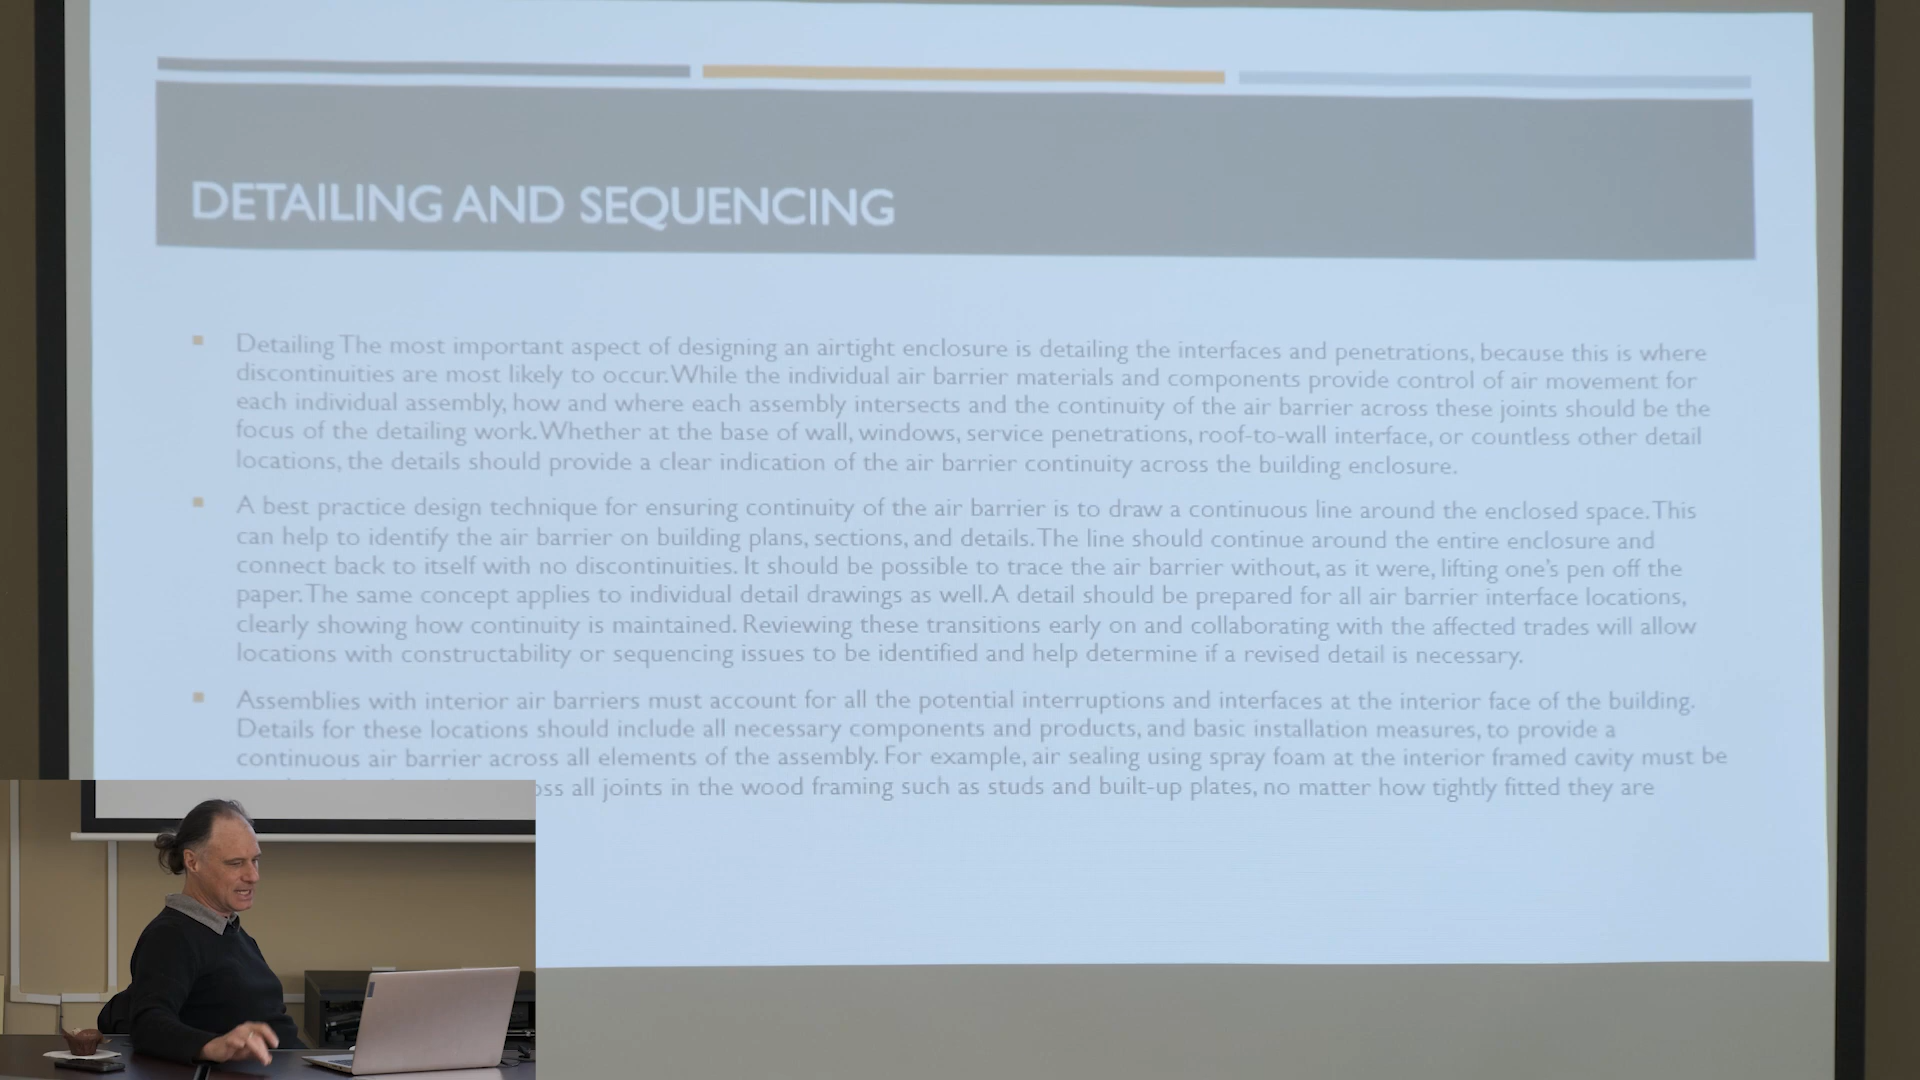 DETAILING AND SEQUENCING
Detailing The most important aspect of designing an airtight enclosure is detailing the interfaces and penetrations, because this is where
discontinuities are most likely to occur. While the individual air barrier materials and components provide control of air movement for
each individual assembly, how and where each assembly intersects and the continuity of the air barrier across these joints should be the
focus of the detailing work. Whether at the base of wall, windows, service penetrations, roof-to-wall interface, or countless other detail
locations, the details should provide a clear indication of the air barrier continuity across the building enclosure.
A best practice design technique for ensuring continuity of the air barrier is to draw a continuous line around the enclosed space. This
can help to identify the air barrier on building plans, sections, and details. The line should continue around the entire enclosure and
connect back to itself with no discontinuities. It should be possible to trace the air barrier without, as it were, lifting one's pen off the
paper. The same concept applies to individual detail drawings as well. A detail should be prepared for all air barrier interface locations,
clearly showing how continuity is maintained. Reviewing these transitions early on and collaborating with the affected trades will allow
locations with constructability or sequencing issues to be identified and help determine if a revised detail is necessary.
Assemblies with interior air barriers must account for all the potential interruptions and interfaces at the interior face of the building.
Details for these locations should include all necessary components and products, and basic installation measures, to provide a
continuous air barrier across all elements of the assembly. For example, air sealing using spray foam at the interior framed cavity must be
all joints in the wood framing such as studs and built-up plates, no matter how tightly fitted they are